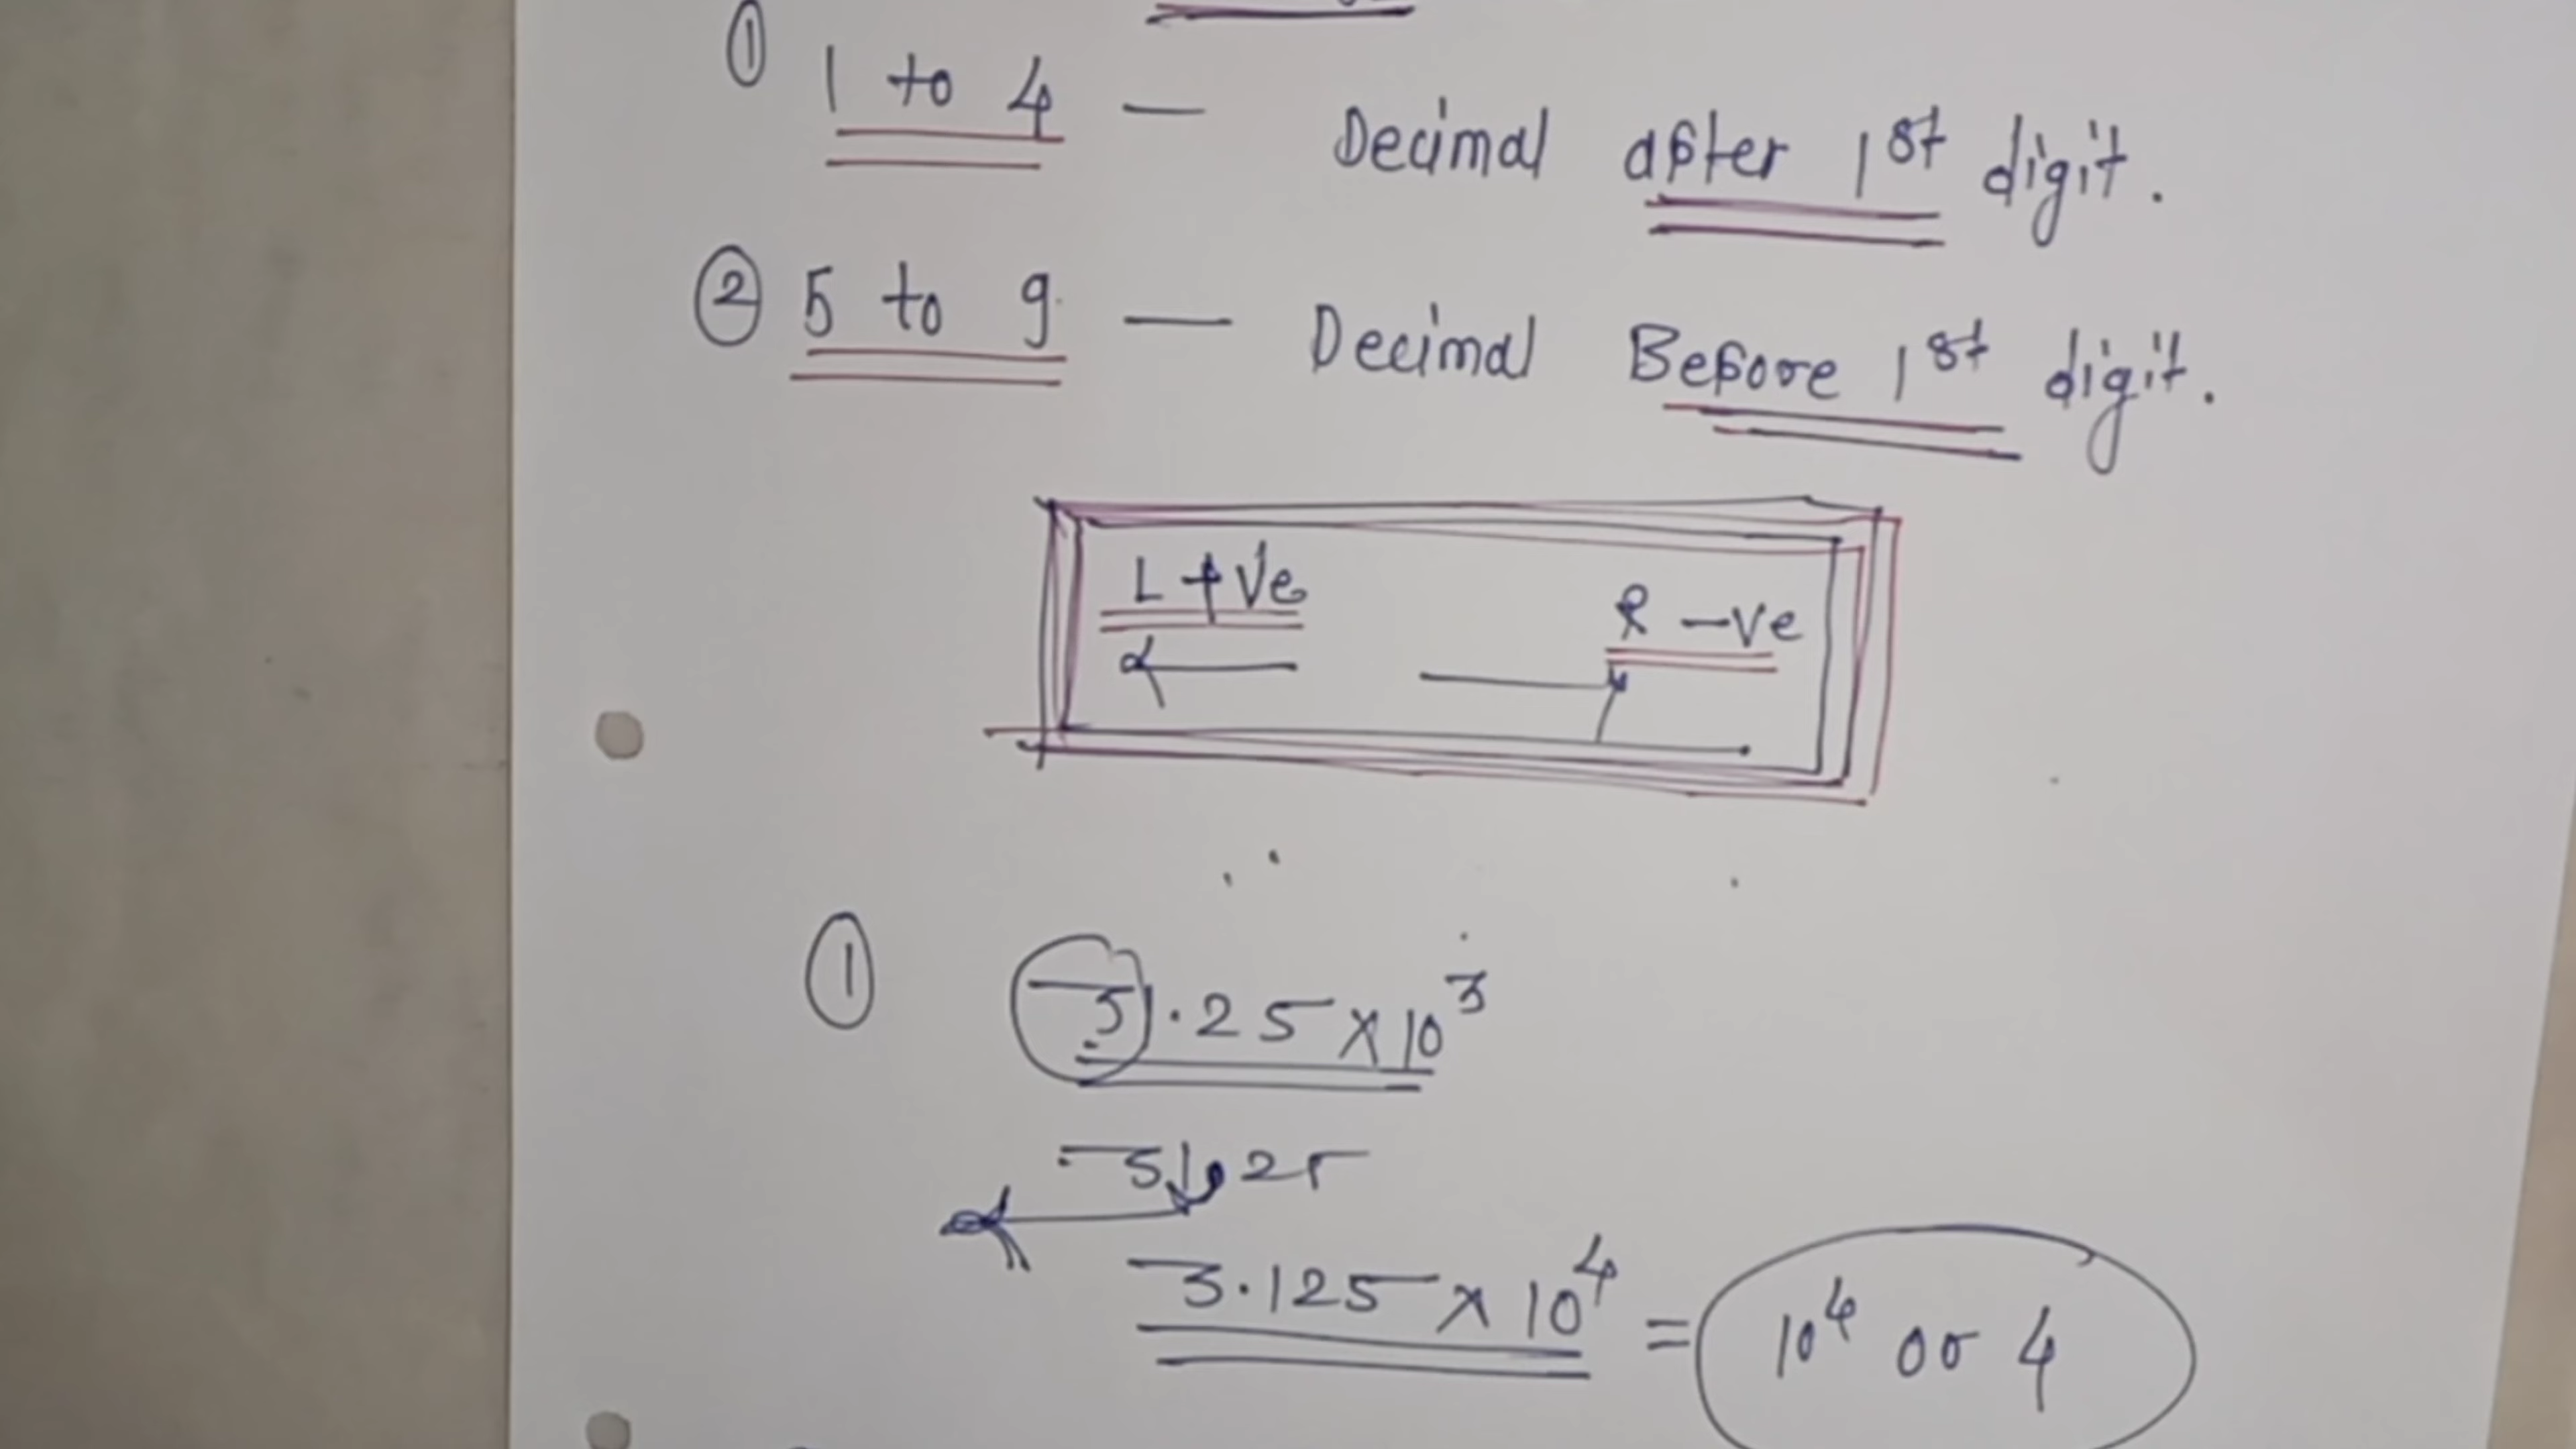 ① 1 to 4 — Decimal after 1st digit.
② 5 to 9 — Decimal Before 1st digit.
L +Ve
R -Ve
① 31.25 × 10³
31.25
3.125 × 10⁴ = 10⁴ or 4